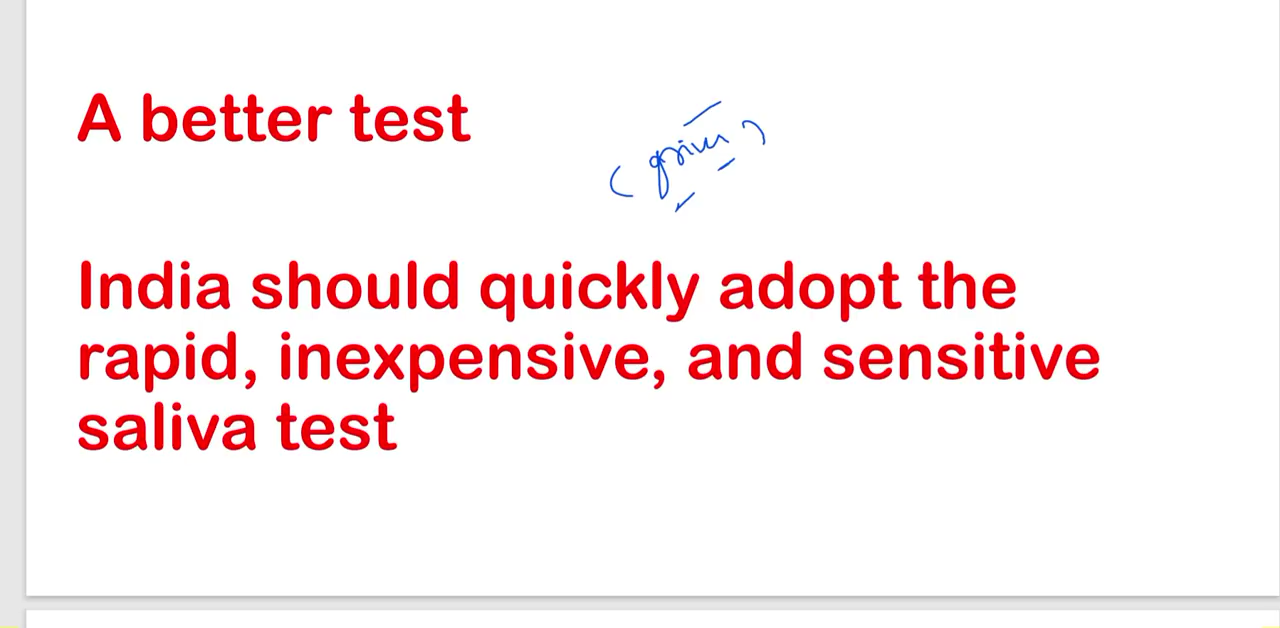 A better test
India should quickly adopt the
rapid, inexpensive, and sensitive
saliva test